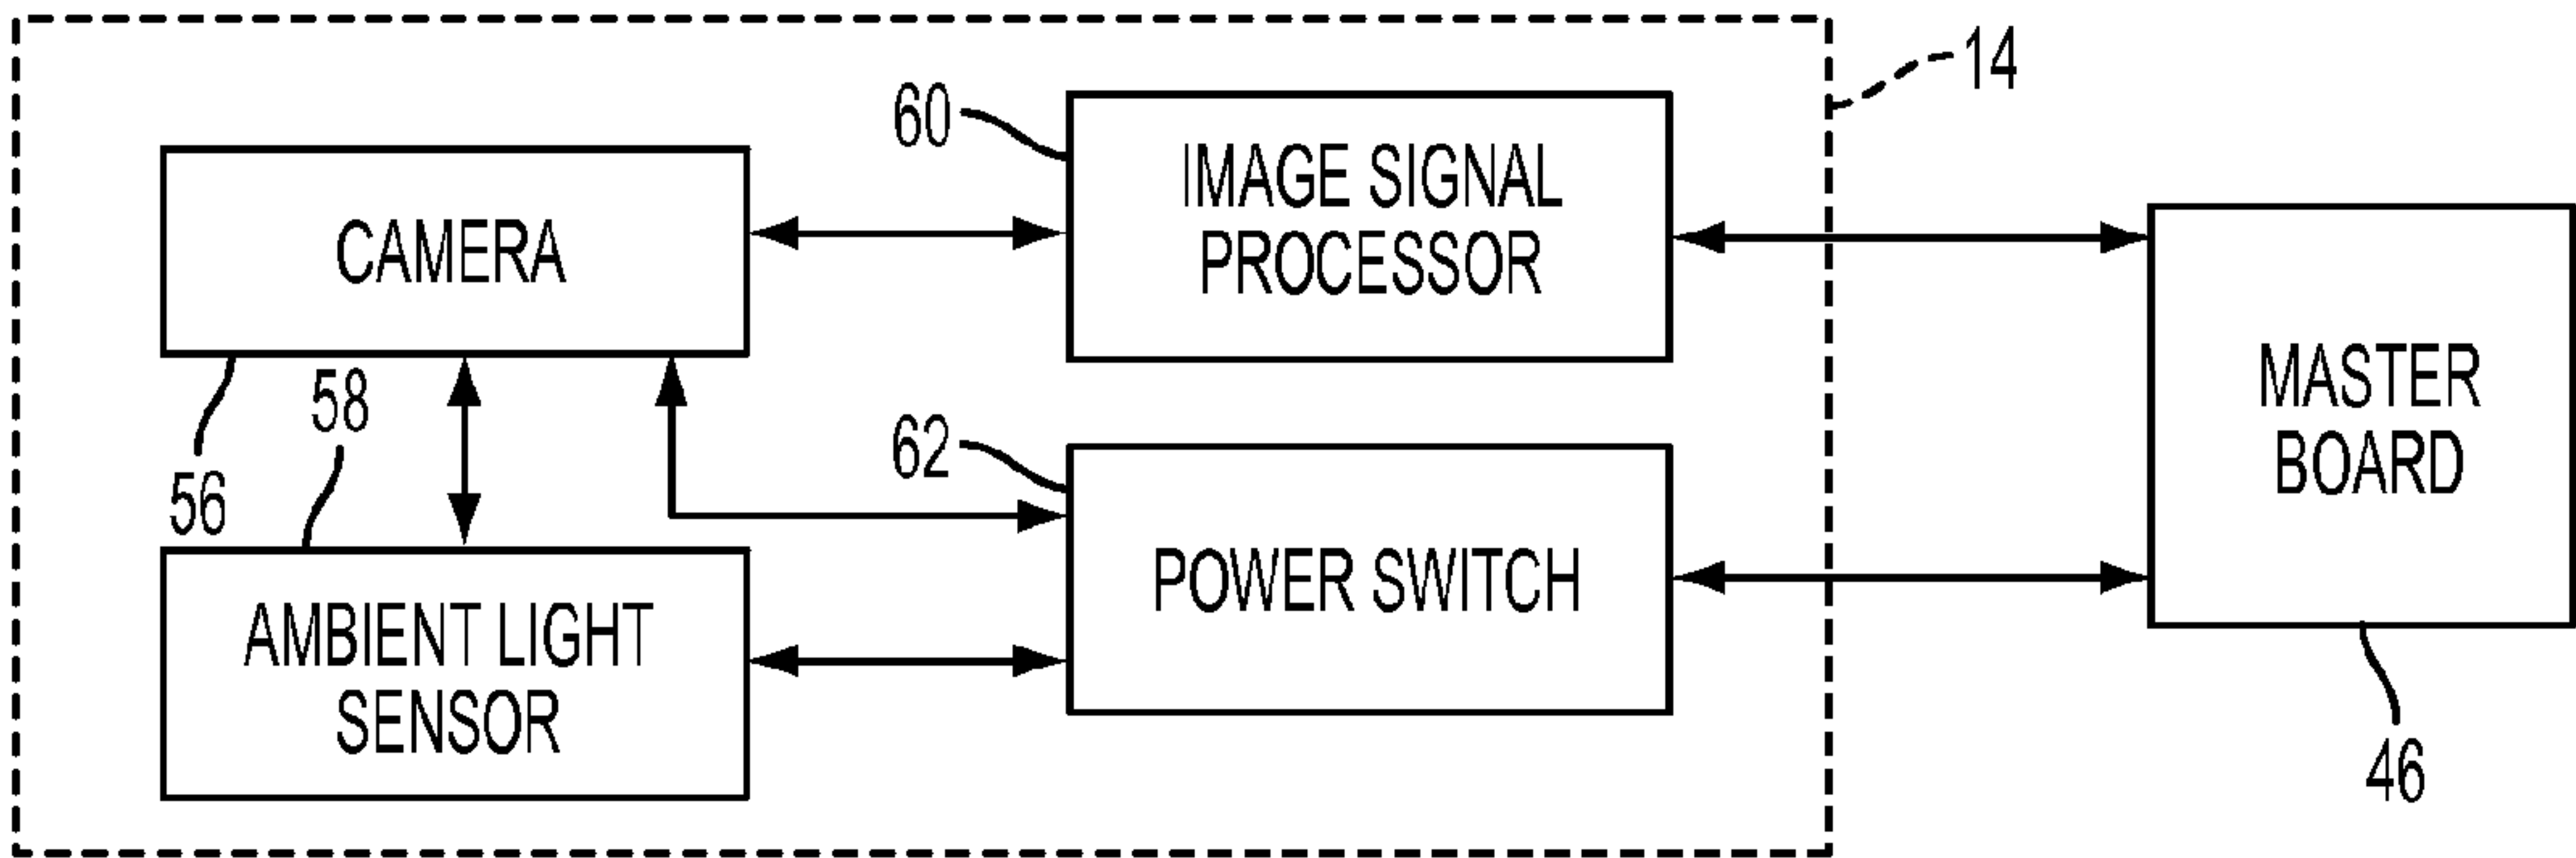 14
60
IMAGE SIGNAL
PROCESSOR
CAMERA
58
56
62
MASTER
BOARD
POWER SWITCH
AMBIENT LIGHT
SENSOR
46